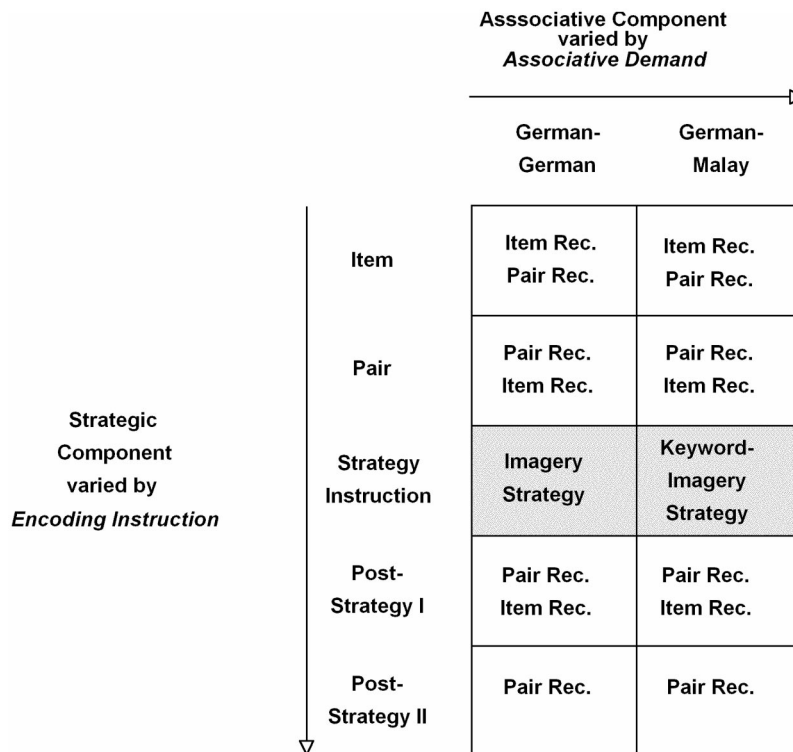 Asssociative Component
varied by
Associative Demand
German-
German
German-
Malay
Item
Item Rec.
Pair Rec.
Item Rec.
Pair Rec.
Pair
Pair Rec.
Item Rec.
Pair Rec.
Item Rec.
Strategic
Component
varied by
Encoding Instruction
Strategy
Instruction
Imagery
Strategy
Keyword-
Imagery
Strategy
Post-
Strategy I
Pair Rec.
Item Rec.
Pair Rec.
Item Rec.
Post-
Strategy II
Pair Rec.
Pair Rec.